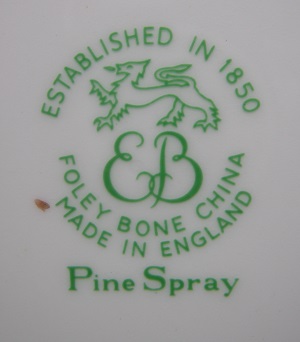 ESTABLISHED IN 1850
EB
FOLEY BONE CHINA
MADE IN ENGLAND
Pine Spray